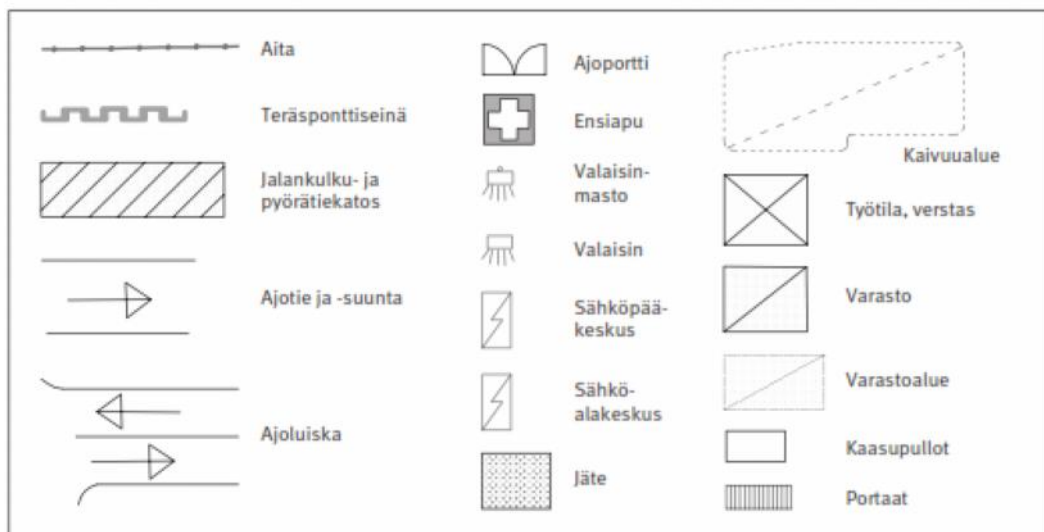 Aita
Teräsponttiseinä
Jalankulku- ja
pyörätiekatos
Ajotie ja -suunta
Ajoluiska
Ajoportti
Ensiapu
Valaisin-
masto
Valaisin
Sähköpää-
keskus
Sähkö-
alakeskus
Jäte
Kaivuualue
Työtila, verstas
Varasto
Varastoalue
Kaasupullot
Portaat